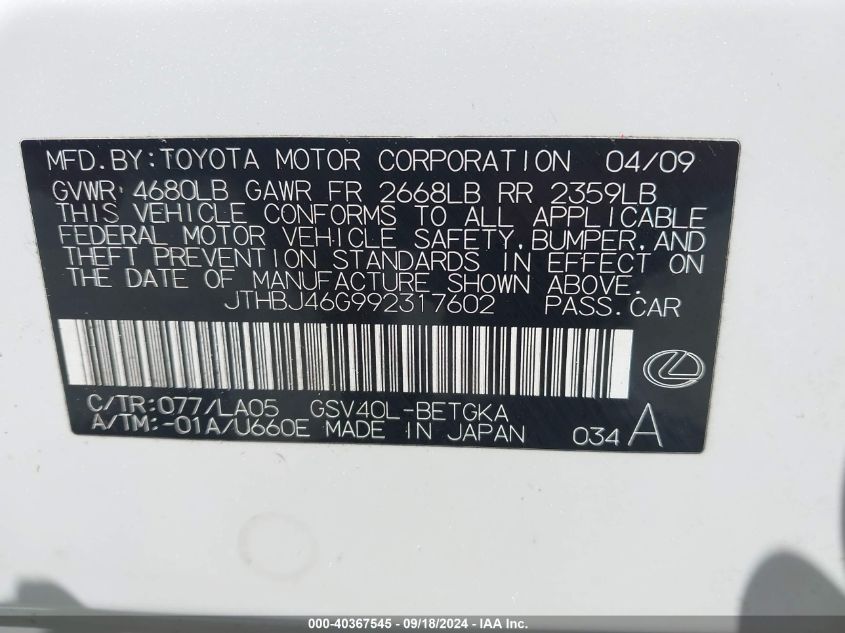 MFD.BY:TOYOTA MOTOR CORPORATION 04/09
GVWR 4680LB GAWR FR 2668LB RR 2359LB
THIS VEHICLE CONFORMS TO ALL APPLICABLE
FEDERAL MOTOR VEHICLE SAFETY,BUMPER,AND
THEFT PREVENTION STANDARDS IN EFFECT ON
THE DATE OF MANUFACTURE SHOWN ABOVE.
JTHBJ46G992317602 PASS.CAR
C/TR:077/LA05 GSV40L-BETGKA
A/TM:-01A/U660E MADE IN JAPAN 034 A
000-40367545 - 09/18/2024 - IAA Inc.